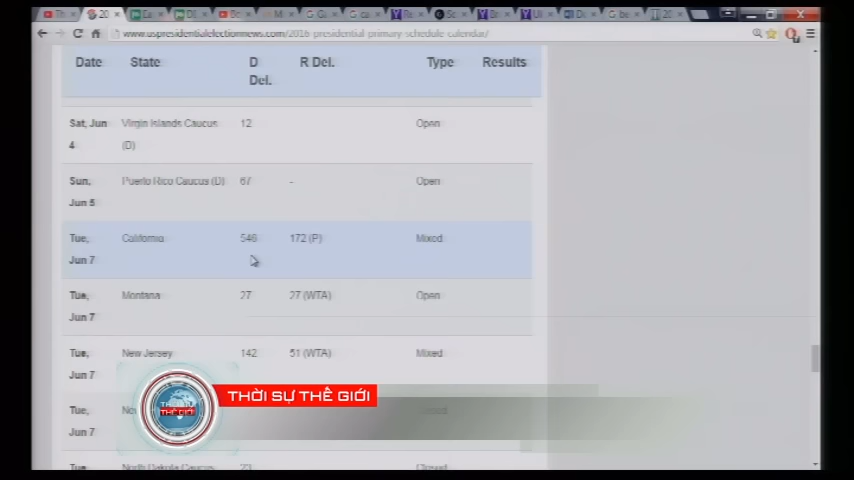 www.uspresidentialelectionnews.com/2016-presidential-primary-schedule-calendar/
Date State D Del. R Del. Type Results
Sat, Jun 4 Virgin Islands Caucus (D) 12 Open
Sun, Jun 5 Puerto Rico Caucus (D) 67 - Open
Tue, Jun 7 California 546 172 (P) Mixed
Tue, Jun 7 Montana 27 27 (WTA) Open
Tue, Jun 7 New Jersey 142 51 (WTA) Mixed
THỜI SỰ THẾ GIỚI
THẾ GIỚI
Tue, Jun 7
Tue, North Dakota Caucus 23 Closed